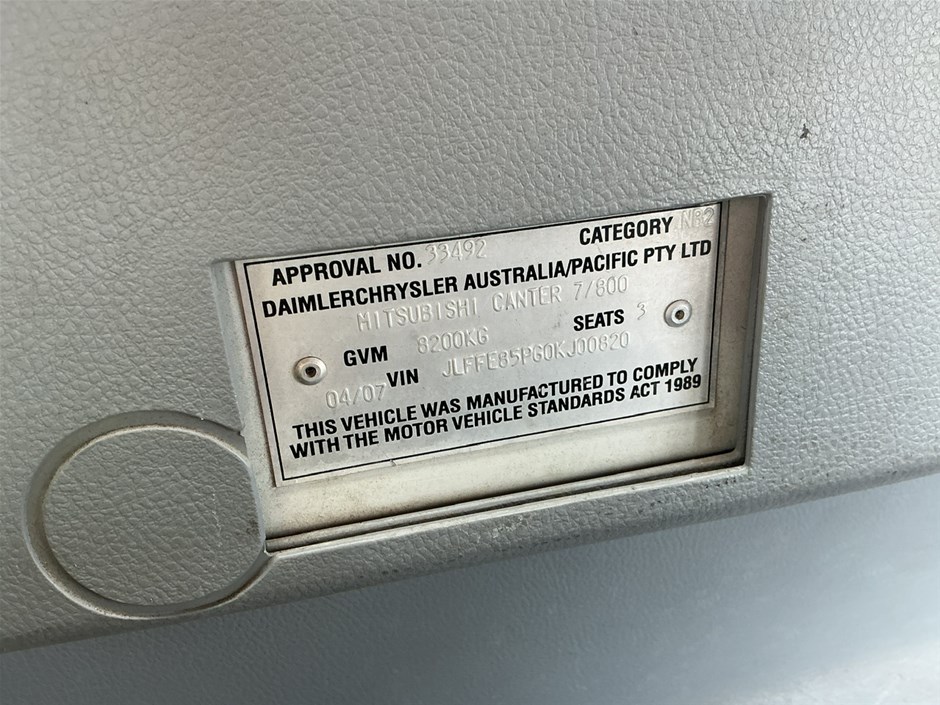 APPROVAL NO. 33492 CATEGORY NB2
DAIMLERCHRYSLER AUSTRALIA/PACIFIC PTY LTD
MITSUBISHI CANTER 7/800
GVM 8200KG SEATS 3
04/07 VIN JLFFE85PG0KJ00820
THIS VEHICLE WAS MANUFACTURED TO COMPLY
WITH THE MOTOR VEHICLE STANDARDS ACT 1989